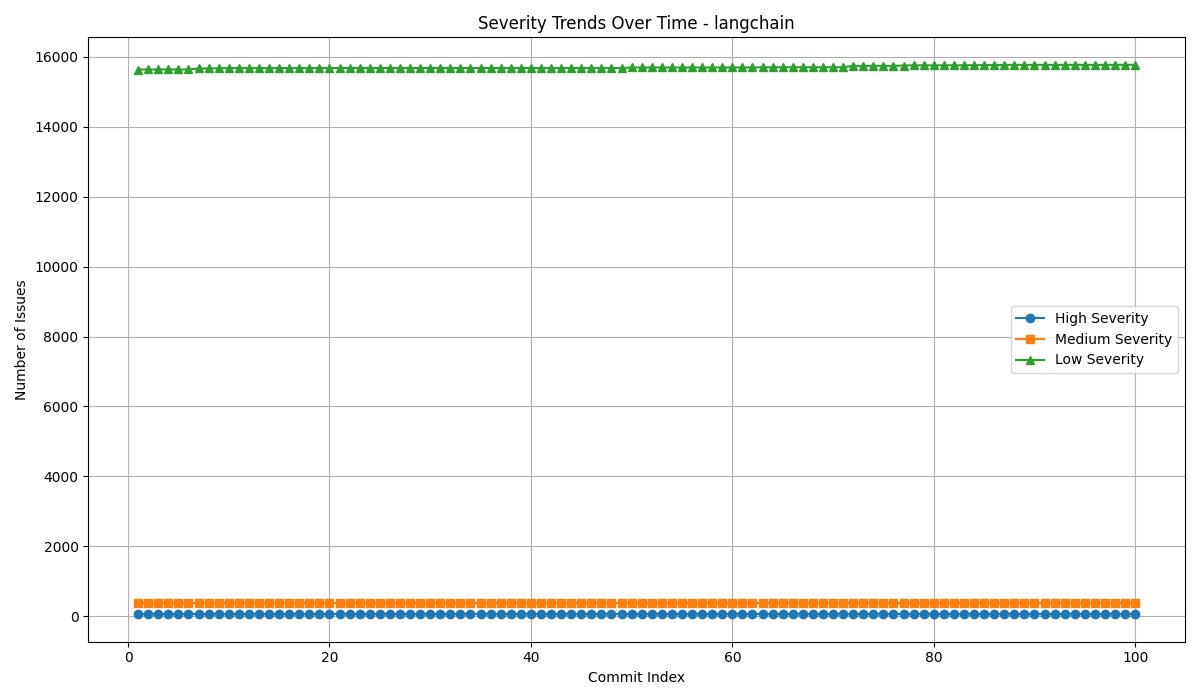 Severity Trends Over Time - langchain
16000
14000
12000
10000
8000
6000
4000
2000
0
Number of Issues
High Severity
Medium Severity
Low Severity
0 20 40 60 80 100
Commit Index